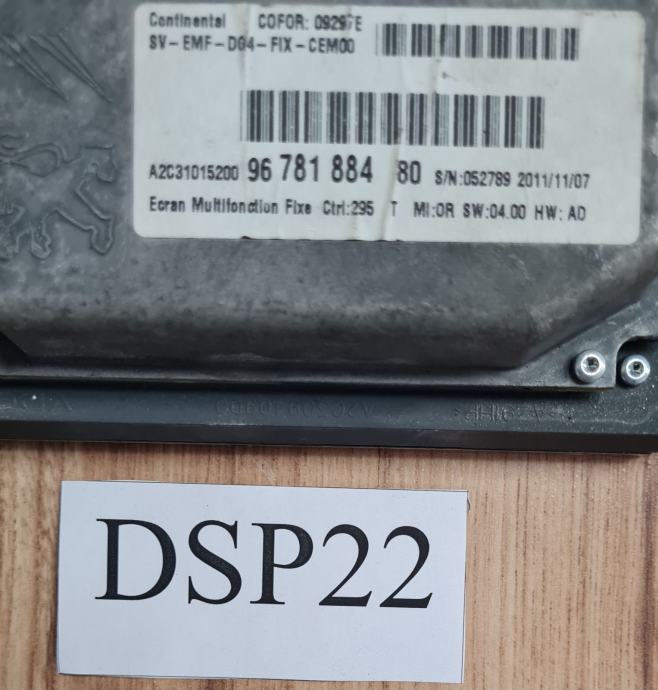 Continental COFOR: 09297E
SV-EMF-DG4-FIX-CEM00
A2C31015200 96 781 884 80 S/N:052789 2011/11/07
Ecran Multifonction Fixe Ctrl:295 T MI:OR SW:04.00 HW: AD
DSP22